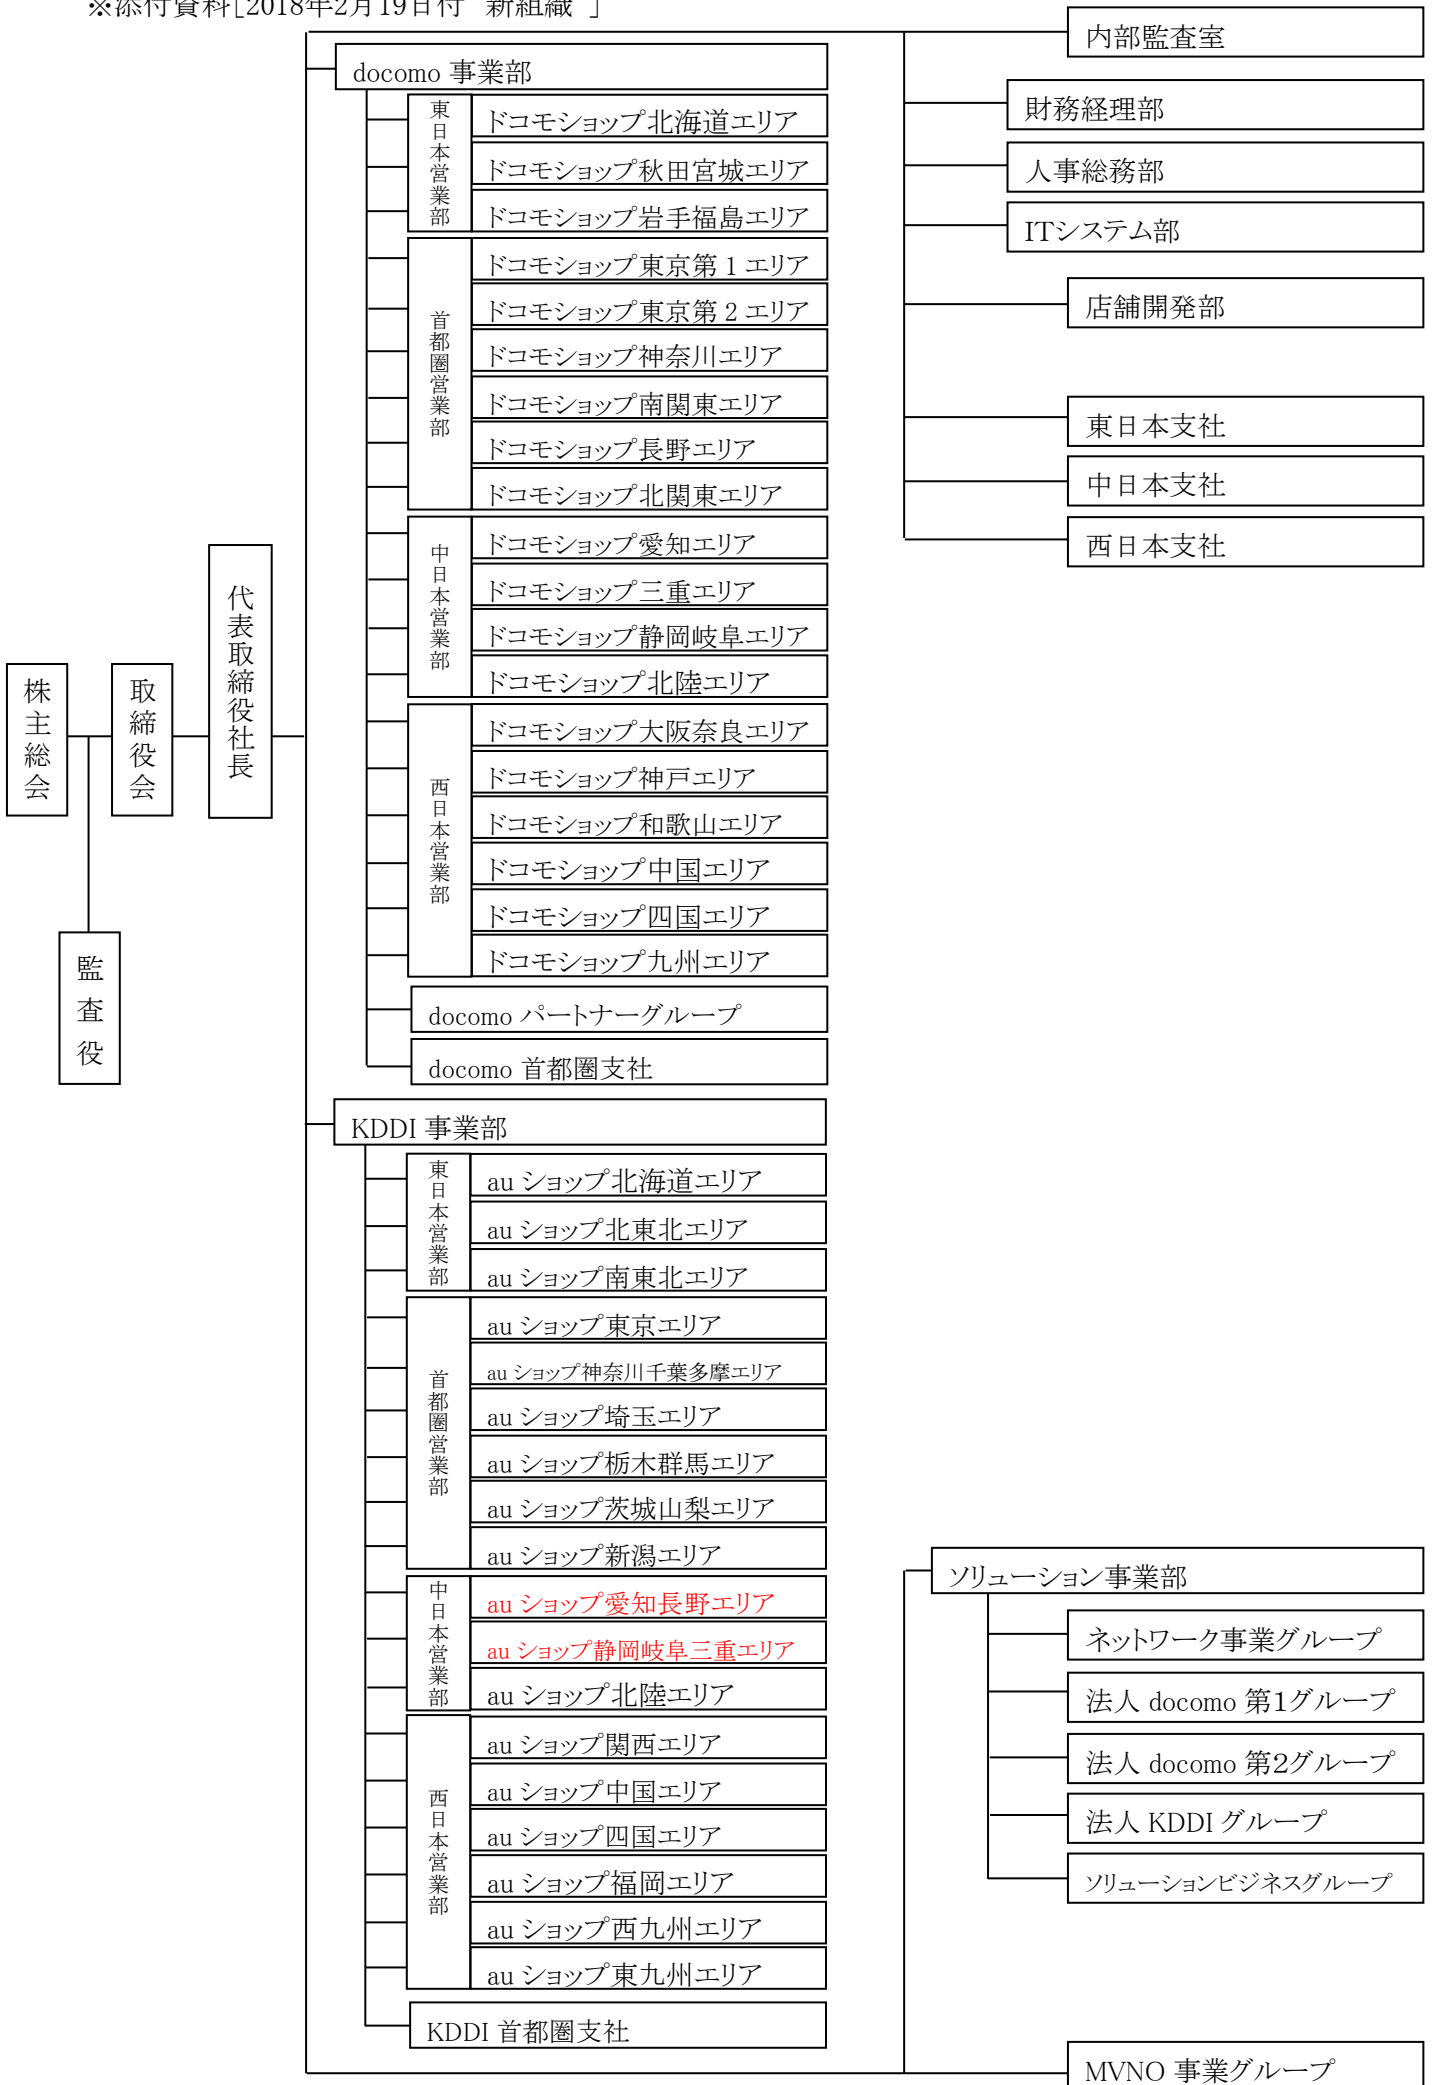 ※添付資料[2018年2月19日付 新組織 ]
株主総会
取締役会
監査役
代表取締役社長
docomo 事業部
東日本営業部
ドコモショップ北海道エリア
ドコモショップ秋田宮城エリア
ドコモショップ岩手福島エリア
首都圏営業部
ドコモショップ東京第1エリア
ドコモショップ東京第2エリア
ドコモショップ神奈川エリア
ドコモショップ南関東エリア
ドコモショップ長野エリア
ドコモショップ北関東エリア
中日本営業部
ドコモショップ愛知エリア
ドコモショップ三重エリア
ドコモショップ静岡岐阜エリア
ドコモショップ北陸エリア
西日本営業部
ドコモショップ大阪奈良エリア
ドコモショップ神戸エリア
ドコモショップ和歌山エリア
ドコモショップ中国エリア
ドコモショップ四国エリア
ドコモショップ九州エリア
docomo パートナーグループ
docomo 首都圏支社
KDDI 事業部
東日本営業部
au ショップ北海道エリア
au ショップ北東北エリア
au ショップ南東北エリア
首都圏営業部
au ショップ東京エリア
au ショップ神奈川千葉多摩エリア
au ショップ埼玉エリア
au ショップ栃木群馬エリア
au ショップ茨城山梨エリア
au ショップ新潟エリア
中日本営業部
au ショップ愛知長野エリア
au ショップ静岡岐阜三重エリア
au ショップ北陸エリア
西日本営業部
au ショップ関西エリア
au ショップ中国エリア
au ショップ四国エリア
au ショップ福岡エリア
au ショップ西九州エリア
au ショップ東九州エリア
KDDI 首都圏支社
内部監査室
財務経理部
人事総務部
ITシステム部
店舗開発部
東日本支社
中日本支社
西日本支社
ソリューション事業部
ネットワーク事業グループ
法人 docomo 第1グループ
法人 docomo 第2グループ
法人 KDDI グループ
ソリューションビジネスグループ
MVNO 事業グループ